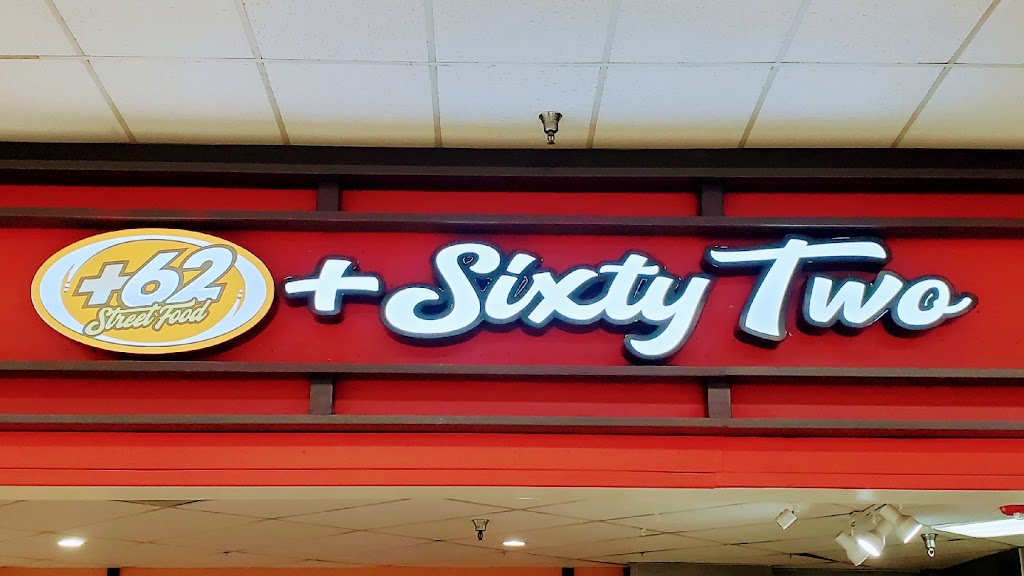 +62
Street Food
+ Sixty Two